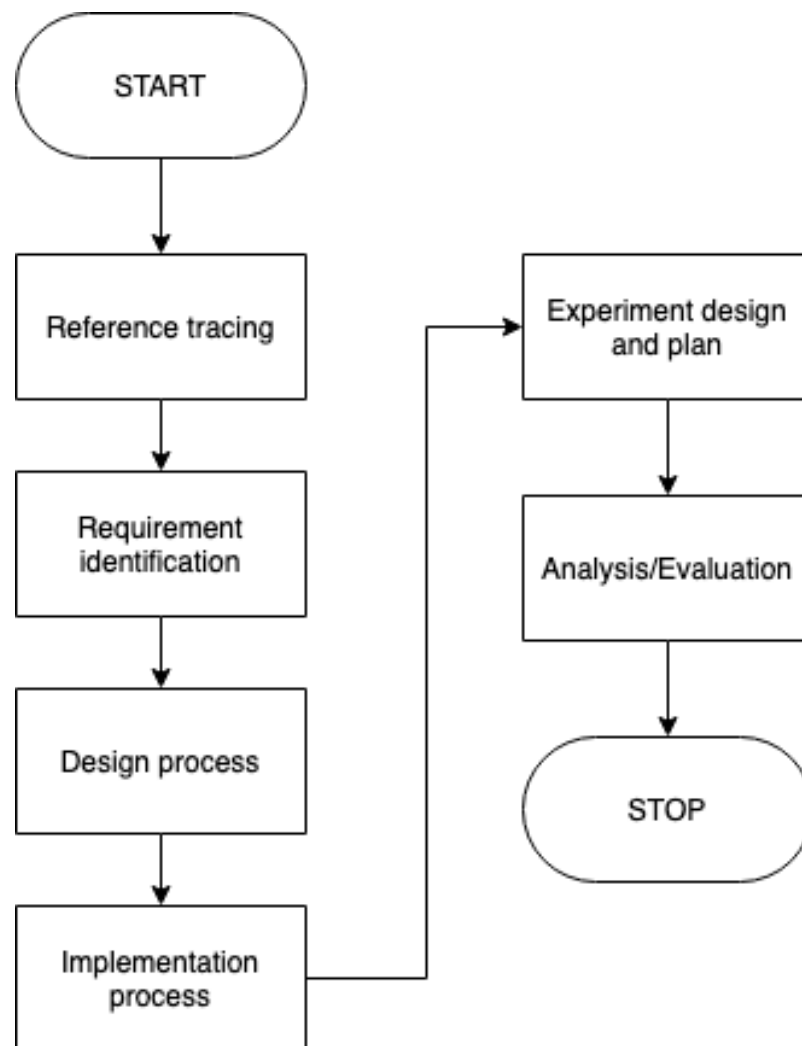 START
Reference tracing
Requirement
identification
Design process
Implementation
process
Experiment design
and plan
Analysis/Evaluation
STOP